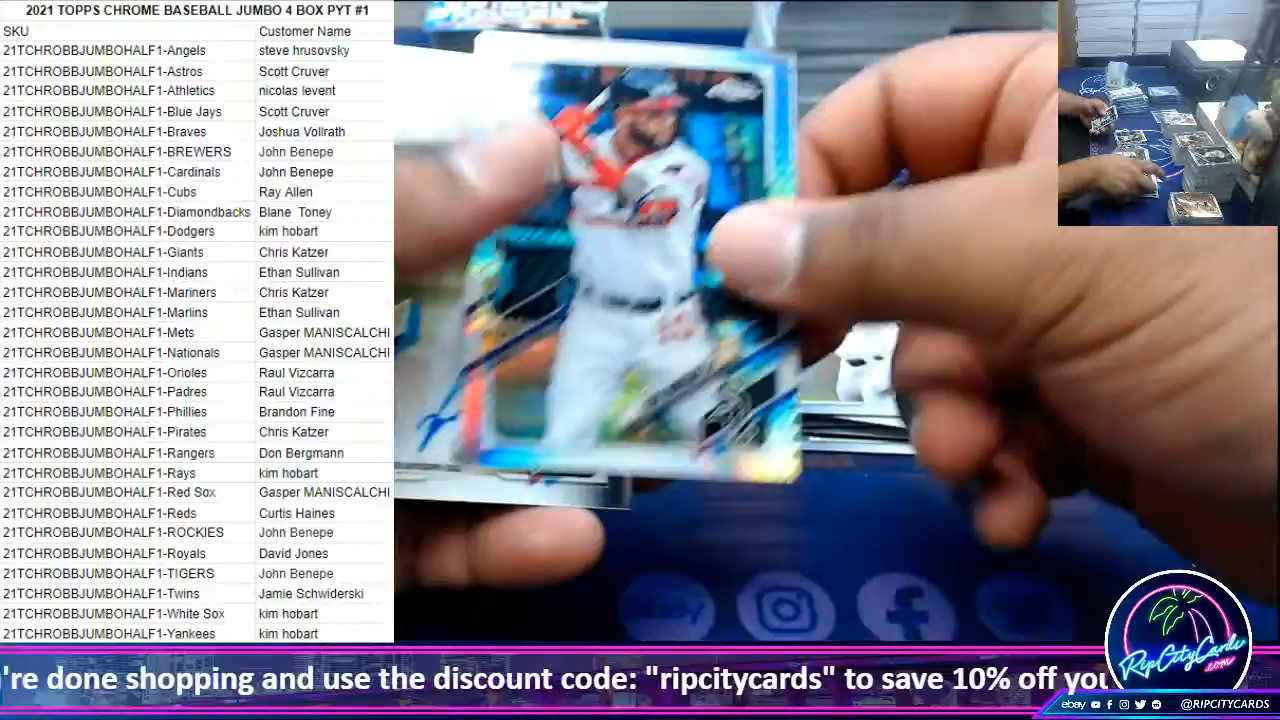 2021 TOPPS CHROME BASEBALL JUMBO 4 BOX PYT #1
SKU Customer Name
21TCHROBBJUMBOHALF1-Angels steve hrusovsky
21TCHROBBJUMBOHALF1-Astros Scott Cruver
21TCHROBBJUMBOHALF1-Athletics nicolas levent
21TCHROBBJUMBOHALF1-Blue Jays Scott Cruver
21TCHROBBJUMBOHALF1-Braves Joshua Vollrath
21TCHROBBJUMBOHALF1-BREWERS John Benepe
21TCHROBBJUMBOHALF1-Cardinals John Benepe
21TCHROBBJUMBOHALF1-Cubs Ray Allen
21TCHROBBJUMBOHALF1-Diamondbacks Blane Toney
21TCHROBBJUMBOHALF1-Dodgers kim hobart
21TCHROBBJUMBOHALF1-Giants Chris Katzer
21TCHROBBJUMBOHALF1-Indians Ethan Sullivan
21TCHROBBJUMBOHALF1-Mariners Chris Katzer
21TCHROBBJUMBOHALF1-Marlins Ethan Sullivan
21TCHROBBJUMBOHALF1-Mets Gasper MANISCALCHI
21TCHROBBJUMBOHALF1-Nationals Gasper MANISCALCHI
21TCHROBBJUMBOHALF1-Orioles Raul Vizcarra
21TCHROBBJUMBOHALF1-Padres Raul Vizcarra
21TCHROBBJUMBOHALF1-Phillies Brandon Fine
21TCHROBBJUMBOHALF1-Pirates Chris Katzer
21TCHROBBJUMBOHALF1-Rangers Don Bergmann
21TCHROBBJUMBOHALF1-Rays kim hobart
21TCHROBBJUMBOHALF1-Red Sox Gasper MANISCALCHI
21TCHROBBJUMBOHALF1-Reds Curtis Haines
21TCHROBBJUMBOHALF1-ROCKIES John Benepe
21TCHROBBJUMBOHALF1-Royals David Jones
21TCHROBBJUMBOHALF1-TIGERS John Benepe
21TCHROBBJUMBOHALF1-Twins Jamie Schwiderski
21TCHROBBJUMBOHALF1-White Sox kim hobart
21TCHROBBJUMBOHALF1-Yankees kim hobart
're done shopping and use the discount code: "ripcitycards" to save 10% off you
RipCityCards
.com
ebay @RIPCITYCARDS